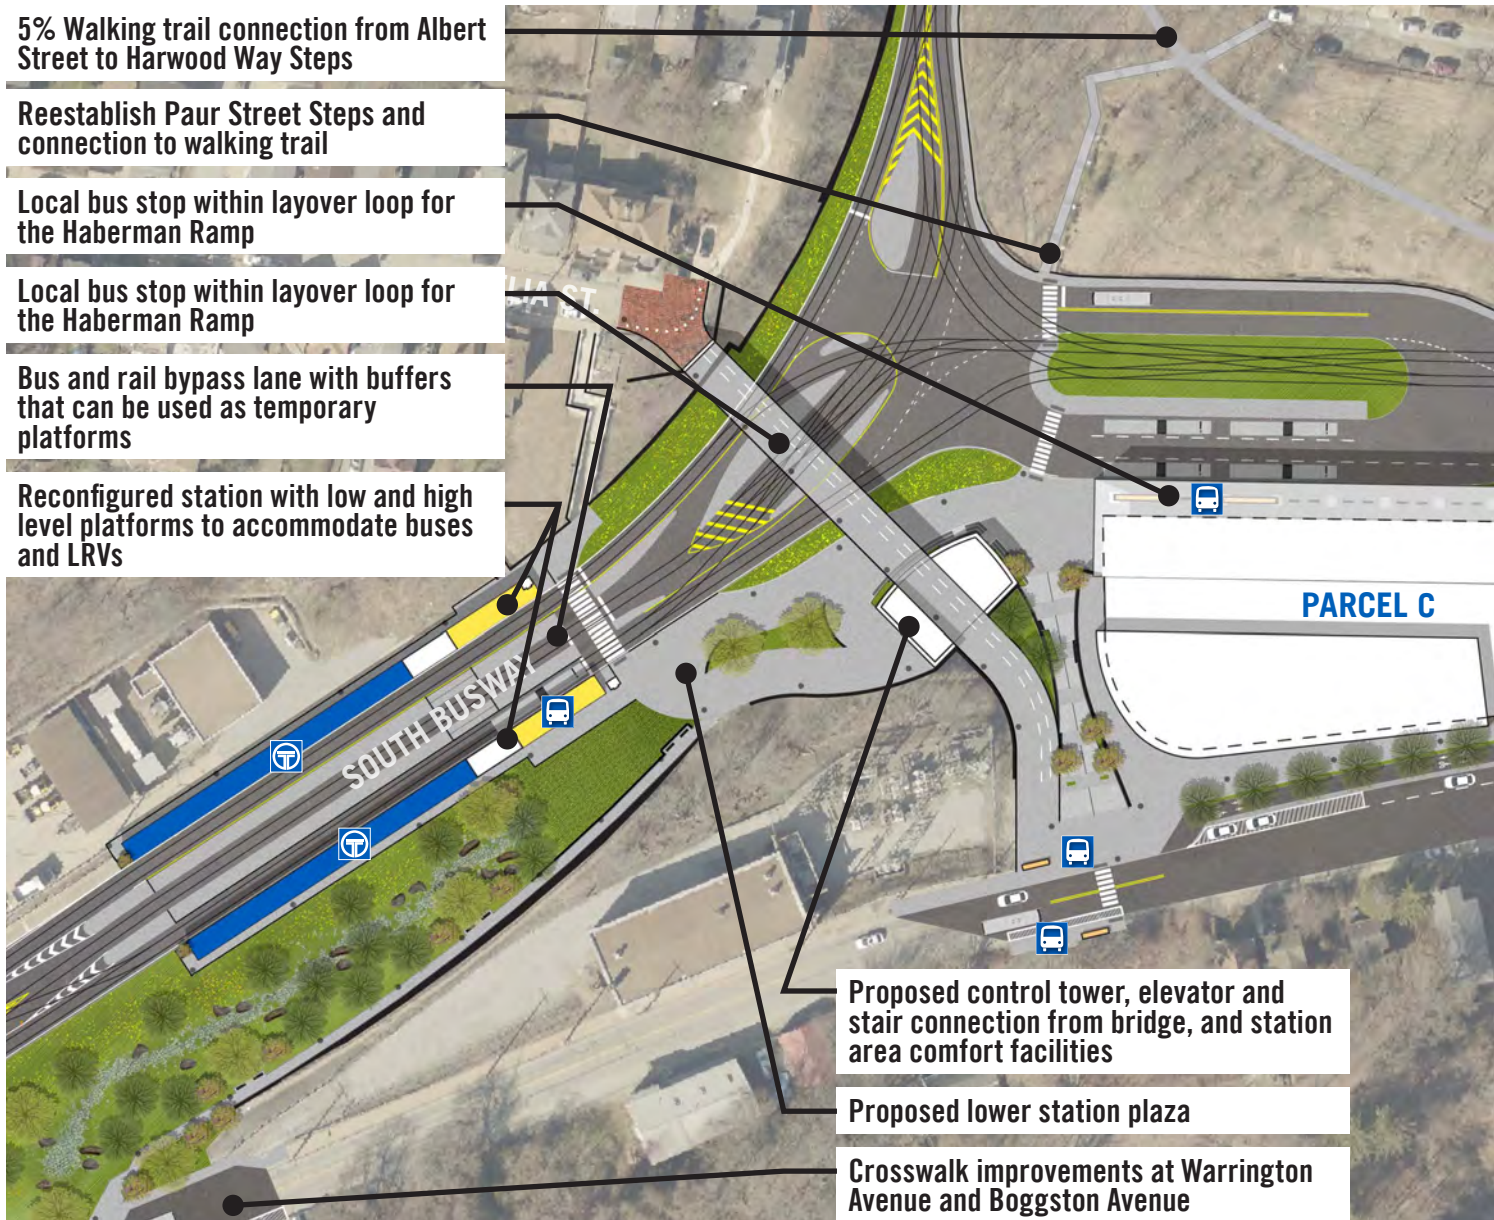 5% Walking trail connection from Albert
Street to Harwood Way Steps
Reestablish Paur Street Steps and
connection to walking trail
Local bus stop within layover loop for
the Haberman Ramp
Local bus stop within layover loop for
the Haberman Ramp
Bus and rail bypass lane with buffers
that can be used as temporary
platforms
Reconfigured station with low and high
level platforms to accommodate buses
and LRVs
ST.
PARCEL C
SOUTH BUSWAY
T
T
Proposed control tower, elevator and
stair connection from bridge, and station
area comfort facilities
Proposed lower station plaza
Crosswalk improvements at Warrington
Avenue and Boggston Avenue